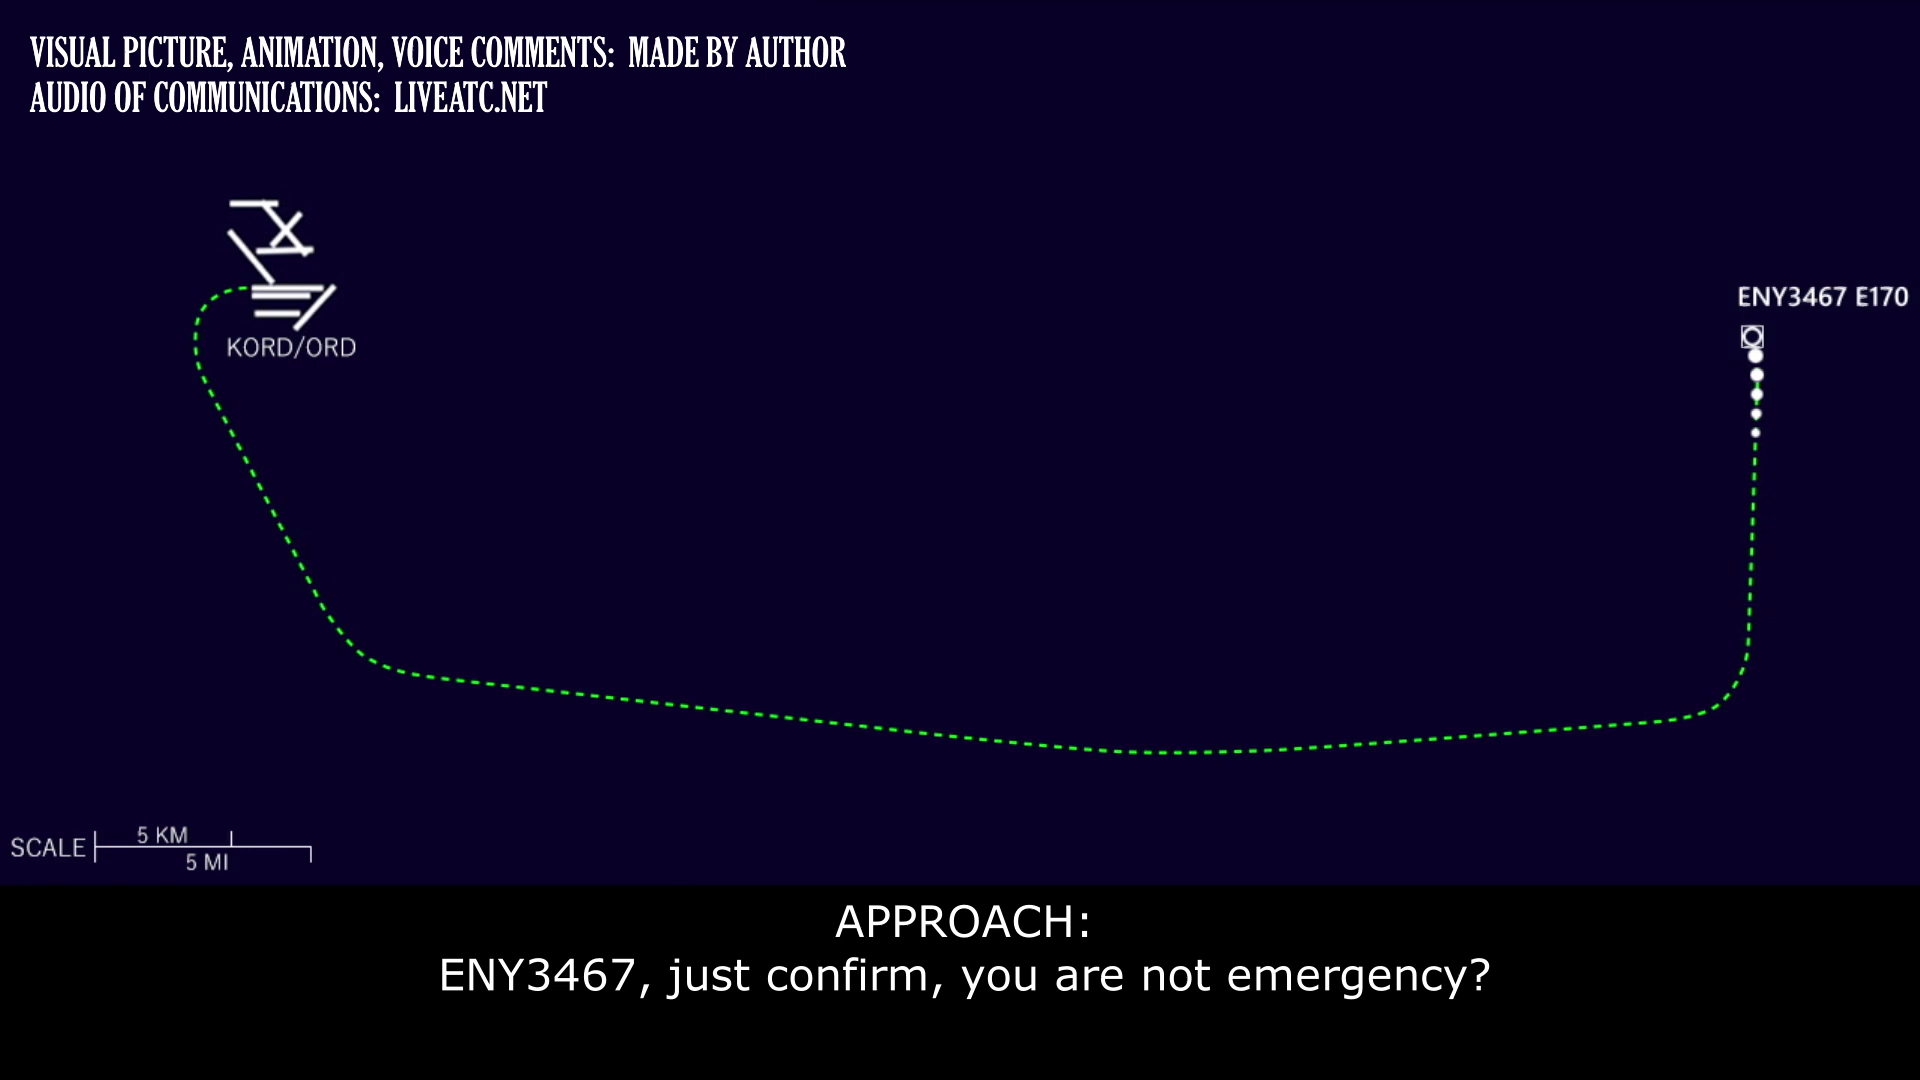 VISUAL PICTURE, ANIMATION, VOICE COMMENTS: MADE BY AUTHOR
AUDIO OF COMMUNICATIONS: LIVEATC.NET
ENY3467 E170
KORD/ORD
5 KM
SCALE
5 MI
APPROACH:
ENY3467, just confirm, you are not emergency?